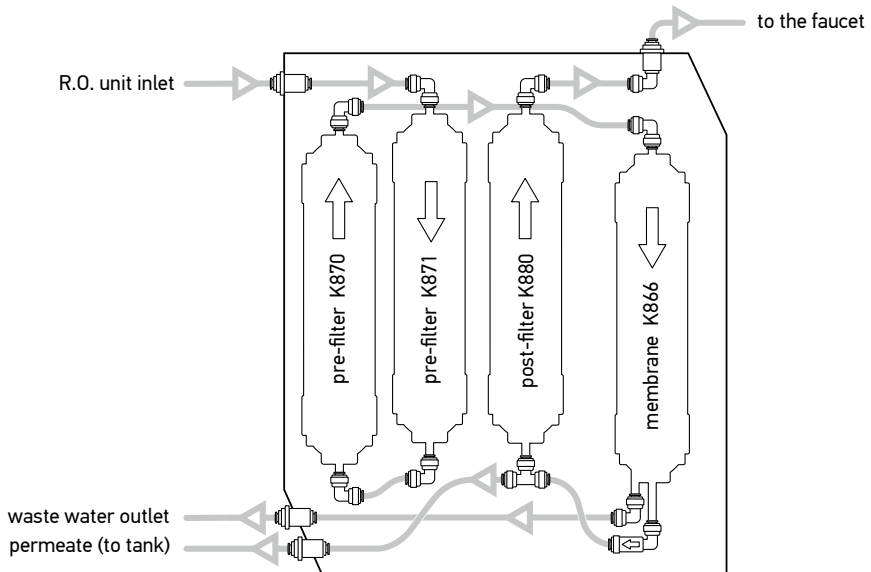 to the faucet
R.O. unit inlet
pre-filter K870
pre-filter K871
post-filter K880
membrane K866
waste water outlet
permeate (to tank)